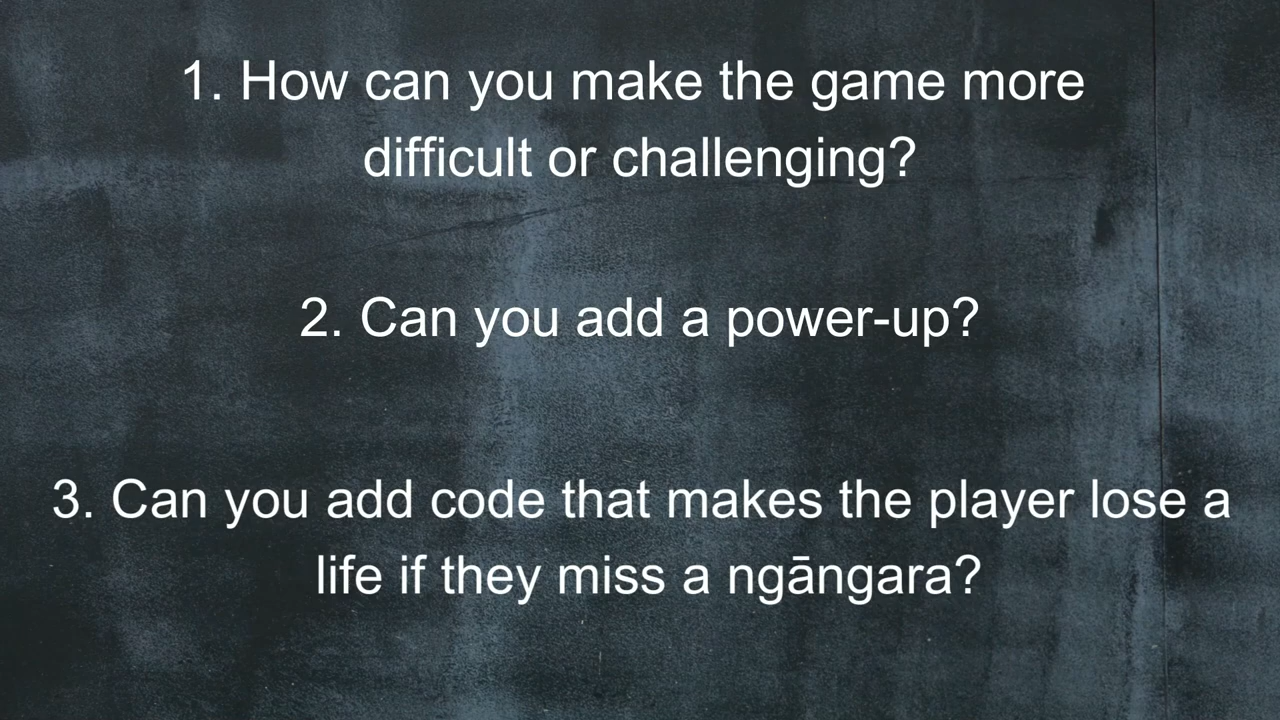 1. How can you make the game more
difficult or challenging?
2. Can you add a power-up?
3. Can you add code that makes the player lose a
life if they miss a ngāngara?